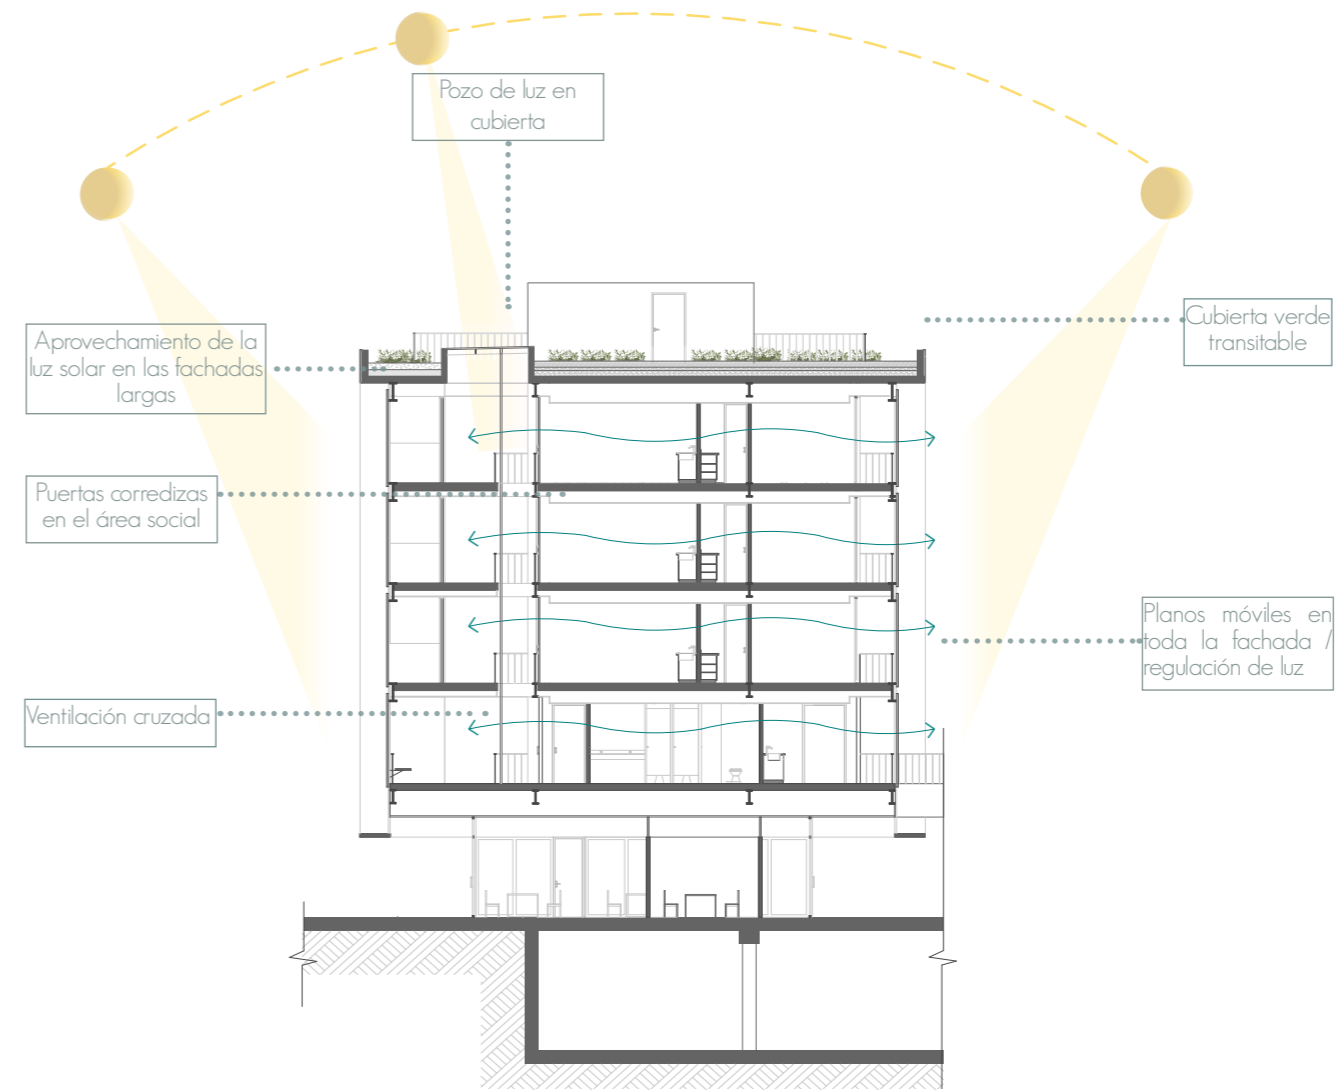 Pozo de luz en
cubierta
Aprovechamiento de la
luz solar en las fachadas
largas
Cubierta verde
transitable
Puertas corredizas
en el área social
Planos móviles en
toda la fachada /
regulación de luz
Ventilación cruzada